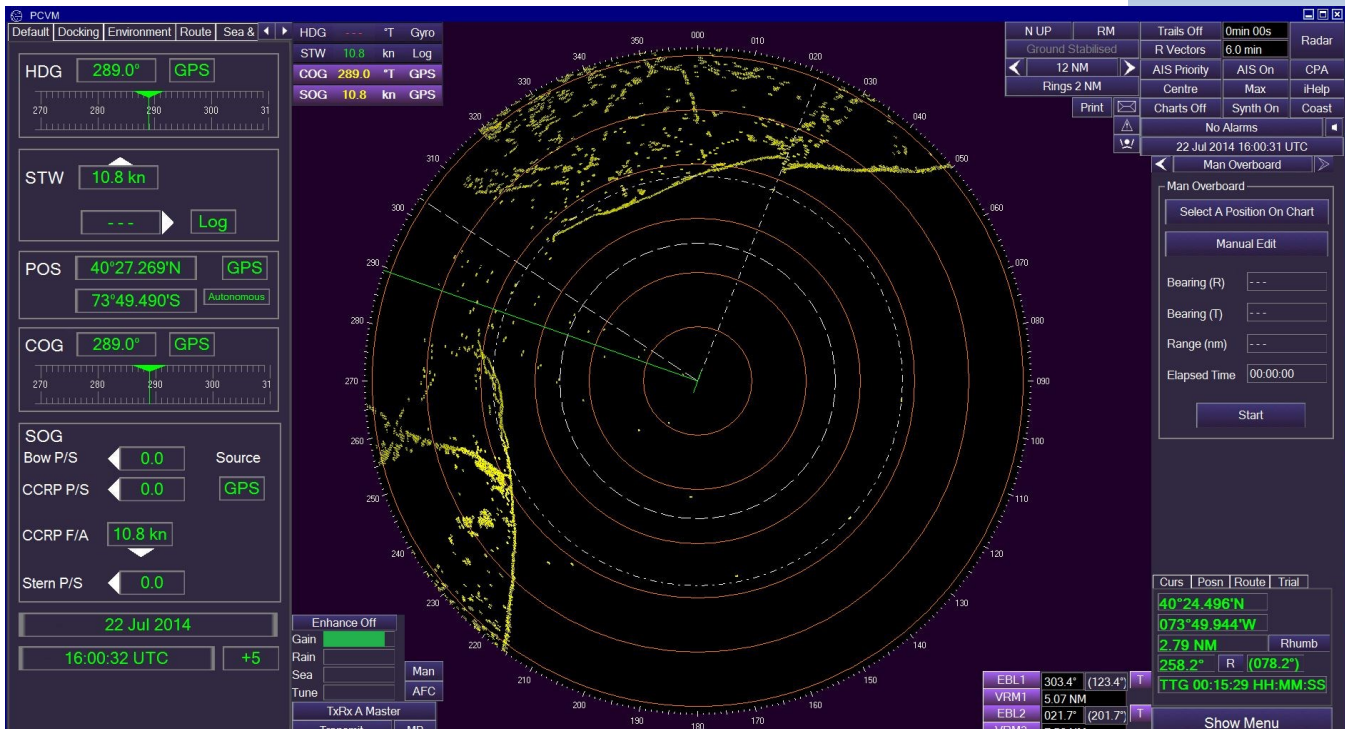 PCVM
Default Docking Environment Route Sea &
HDG 289.0° GPS
270 280 290 300 31
STW 10.8 kn
--- Log
POS 40°27.269'N GPS
73°49.490'S Autonomous
COG 289.0° GPS
270 280 290 300 31
SOG
Bow P/S 0.0 Source
CCRP P/S 0.0 GPS
CCRP F/A 10.8 kn
Stern P/S 0.0
22 Jul 2014
16:00:32 UTC +5
HDG --- °T Gyro
STW 10.8 kn Log
COG 289.0 °T GPS
SOG 10.8 kn GPS
000
010
020
030
040
050
060
070
080
090
100
110
120
130
140
150
160
170
180
190
200
210
220
230
240
250
260
270
280
290
300
310
320
330
340
350
Enhance Off
Gain
Rain
Sea Man
Tune AFC
TxRx A Master
Transmit MP
N UP RM
Ground Stabilised
12 NM
Rings 2 NM
Print
Trails Off 0min 00s Radar
R Vectors 6.0 min
AIS Priority AIS On CPA
Centre Max iHelp
Charts Off Synth On Coast
No Alarms
22 Jul 2014 16:00:31 UTC
Man Overboard
Man Overboard
Select A Position On Chart
Manual Edit
Bearing (R) ---
Bearing (T) ---
Range (nm) ---
Elapsed Time 00:00:00
Start
Curs Posn Route Trial
40°24.496'N
073°49.944'W
2.79 NM Rhumb
258.2° R (078.2°)
TTG 00:15:29 HH:MM:SS
Show Menu
EBL1 303.4° (123.4°) T
VRM1 5.07 NM
EBL2 021.7° (201.7°) T
VRM2